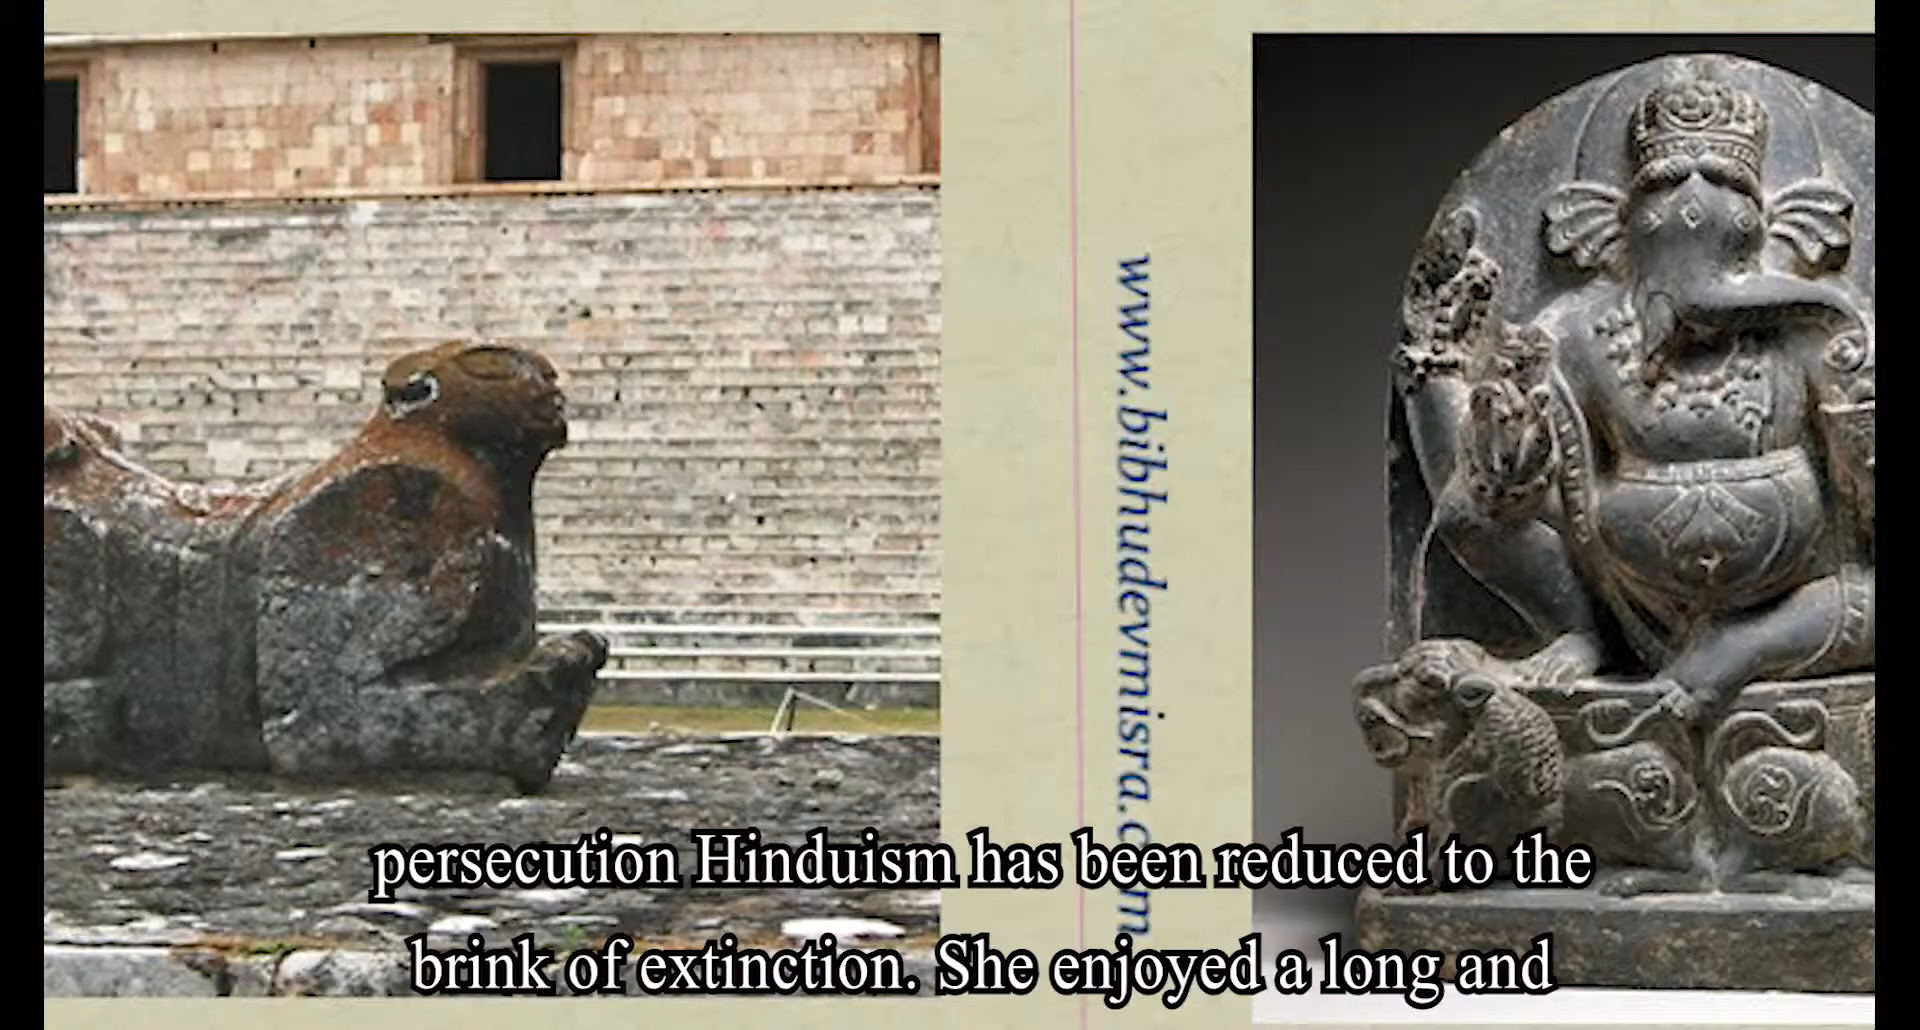 www.bibhudevmisra.com
persecution Hinduism has been reduced to the
brink of extinction. She enjoyed a long and